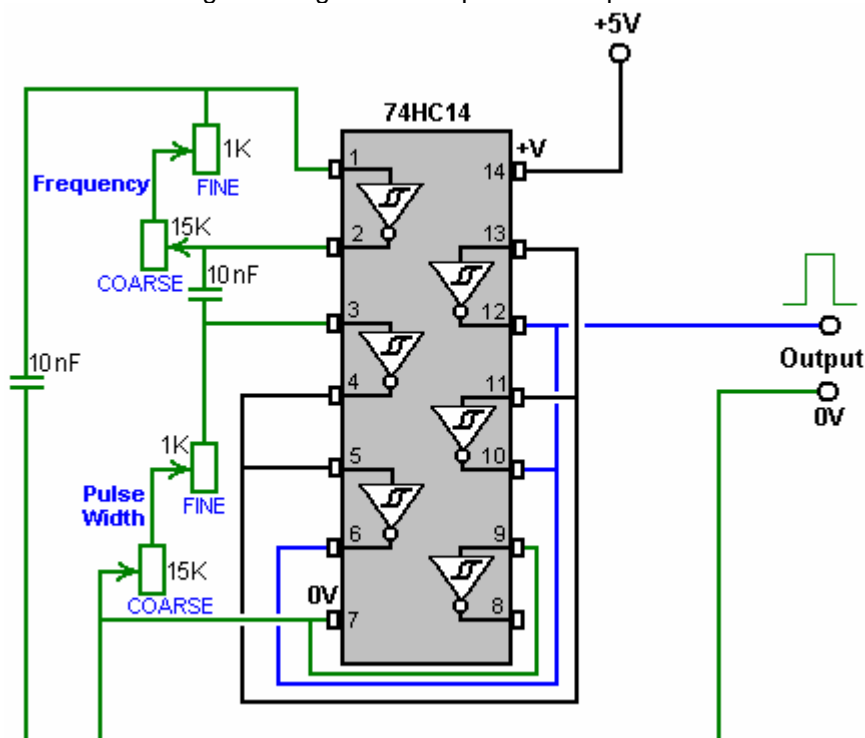 +5V
74HC14
+V
1K
FINE
Frequency
15K
COARSE
10nF
10nF
1K
FINE
Pulse
Width
15K
COARSE
0V
1
2
3
4
5
6
7
14
13
12
11
10
9
8
Output
0V